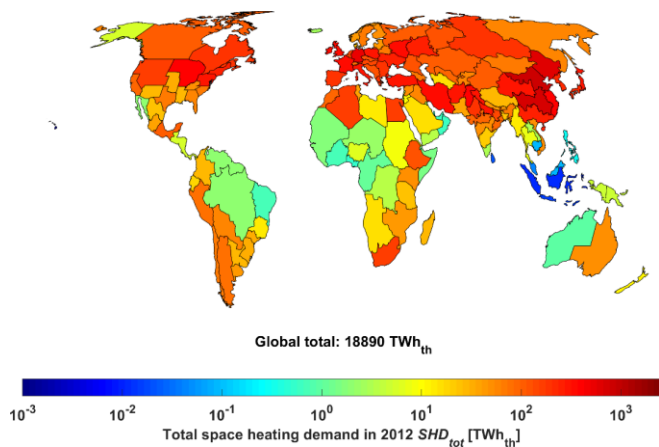 Global total: 18890 TWh_th
10^-3 10^-2 10^-1 10^0 10^1 10^2 10^3
Total space heating demand in 2012 SHD_tot [TWh_th]